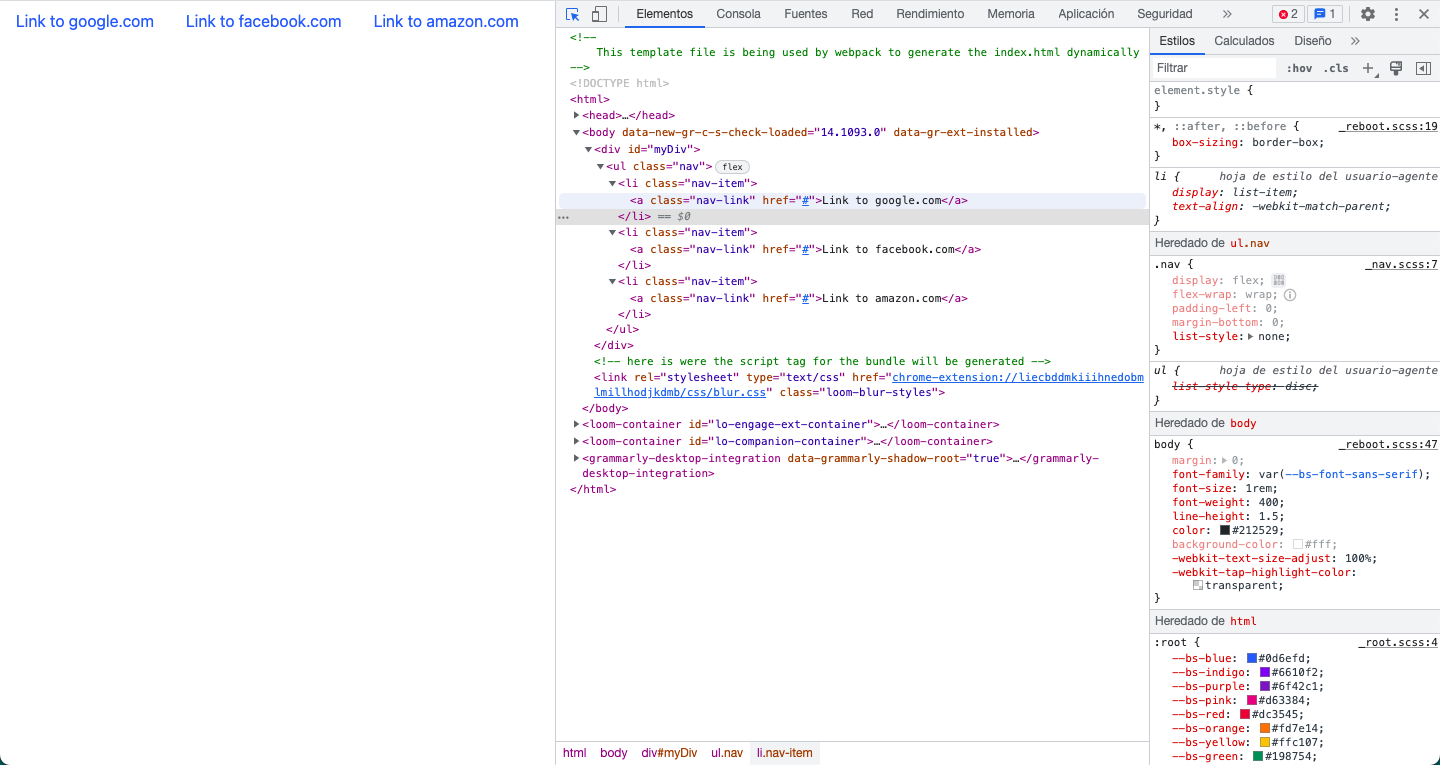 Link to google.com Link to facebook.com Link to amazon.com
Elementos Consola Fuentes Red Rendimiento Memoria Aplicación Seguridad » 2 1
<!--
This template file is being used by webpack to generate the index.html dynamically
-->
<!DOCTYPE html>
<html>
<head>…</head>
<body data-new-gr-c-s-check-loaded="14.1093.0" data-gr-ext-installed>
<div id="myDiv">
<ul class="nav"> flex
<li class="nav-item">
<a class="nav-link" href="#">Link to google.com</a>
</li> == $0
<li class="nav-item">
<a class="nav-link" href="#">Link to facebook.com</a>
</li>
<li class="nav-item">
<a class="nav-link" href="#">Link to amazon.com</a>
</li>
</ul>
</div>
<!-- here is were the script tag for the bundle will be generated -->
<link rel="stylesheet" type="text/css" href="chrome-extension://liecbddmkiiihnedobm
lmillhodjkdmb/css/blur.css" class="loom-blur-styles">
</body>
<loom-container id="lo-engage-ext-container">…</loom-container>
<loom-container id="lo-companion-container">…</loom-container>
<grammarly-desktop-integration data-grammarly-shadow-root="true">…</grammarly-
desktop-integration>
</html>
html body div#myDiv ul.nav li.nav-item
Estilos Calculados Diseño »
Filtrar :hov .cls +
element.style {
}
*, ::after, ::before { _reboot.scss:19
box-sizing: border-box;
}
li { hoja de estilo del usuario-agente
display: list-item;
text-align: -webkit-match-parent;
}
Heredado de ul.nav
.nav { _nav.scss:7
display: flex;
flex-wrap: wrap;
padding-left: 0;
margin-bottom: 0;
list-style: none;
}
ul { hoja de estilo del usuario-agente
list-style-type: disc;
}
Heredado de body
body { _reboot.scss:47
margin: 0;
font-family: var(--bs-font-sans-serif);
font-size: 1rem;
font-weight: 400;
line-height: 1.5;
color: #212529;
background-color: #fff;
-webkit-text-size-adjust: 100%;
-webkit-tap-highlight-color:
transparent;
}
Heredado de html
:root { _root.scss:4
--bs-blue: #0d6efd;
--bs-indigo: #6610f2;
--bs-purple: #6f42c1;
--bs-pink: #d63384;
--bs-red: #dc3545;
--bs-orange: #fd7e14;
--bs-yellow: #ffc107;
--bs-green: #198754;